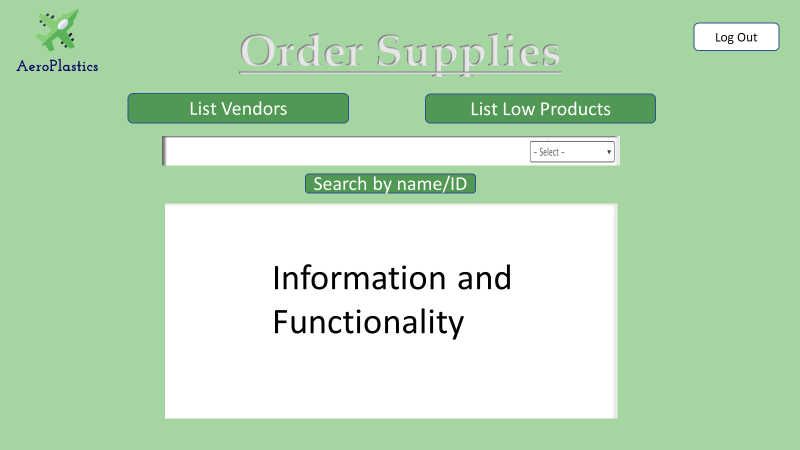 AeroPlastics
Order Supplies
Log Out
List Vendors
List Low Products
– Select –
Search by name/ID
Information and
Functionality